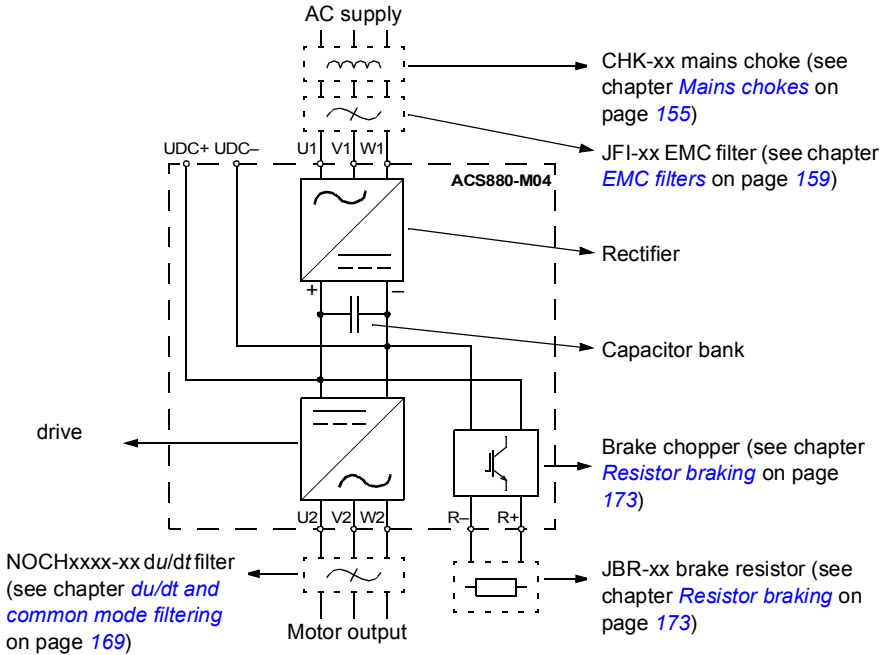 AC supply
CHK-xx mains choke (see
chapter Mains chokes on
page 155)
UDC+ UDC– U1 V1 W1
JFI-xx EMC filter (see chapter
EMC filters on page 159)
ACS880-M04
Rectifier
+ –
Capacitor bank
drive
Brake chopper (see chapter
Resistor braking on page
173)
U2 V2 W2 R– R+
NOCHxxxx-xx du/dt filter
(see chapter du/dt and
common mode filtering
on page 169)
JBR-xx brake resistor (see
chapter Resistor braking on
page 173)
Motor output